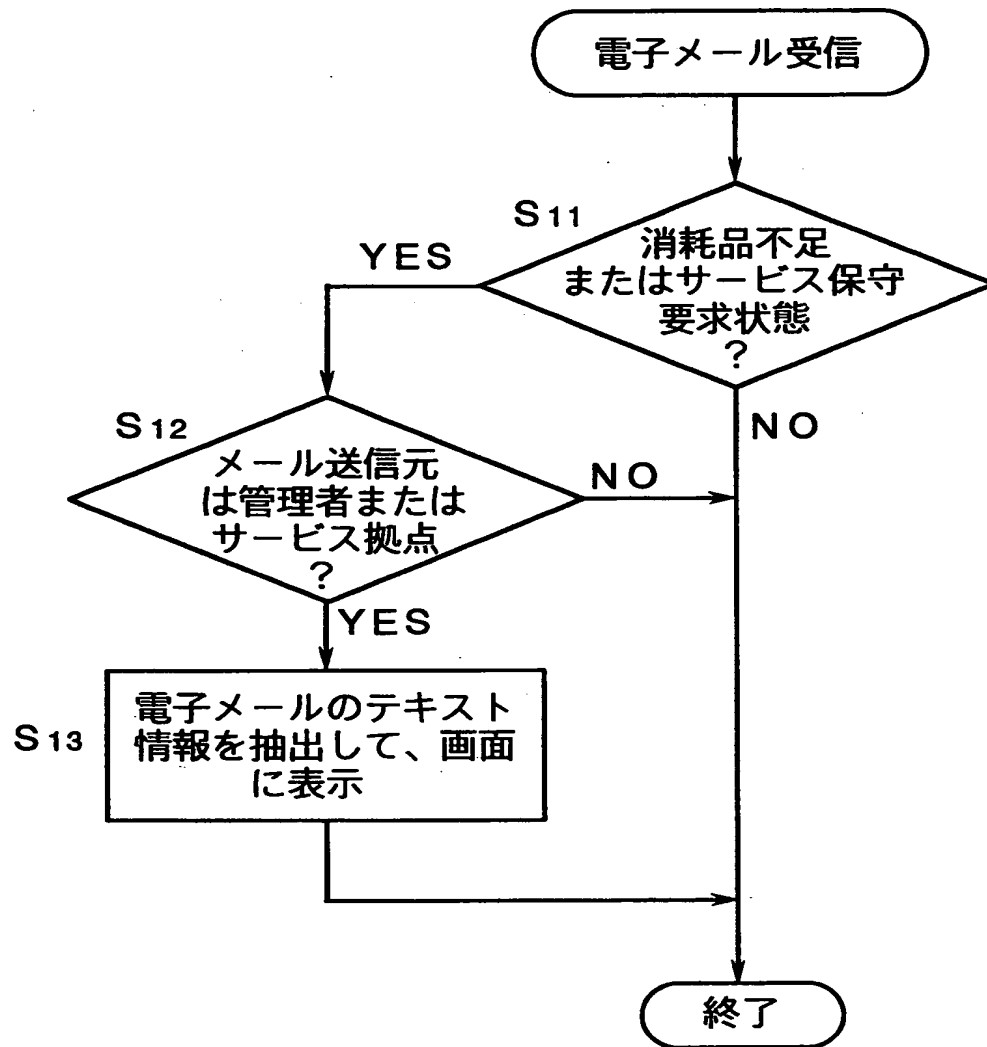 電子メール受信
S11
消耗品不足
またはサービス保守
要求状態
?
YES
NO
S12
メール送信元
は管理者または
サービス拠点
?
NO
YES
S13
電子メールのテキスト
情報を抽出して、画面
に表示
終了